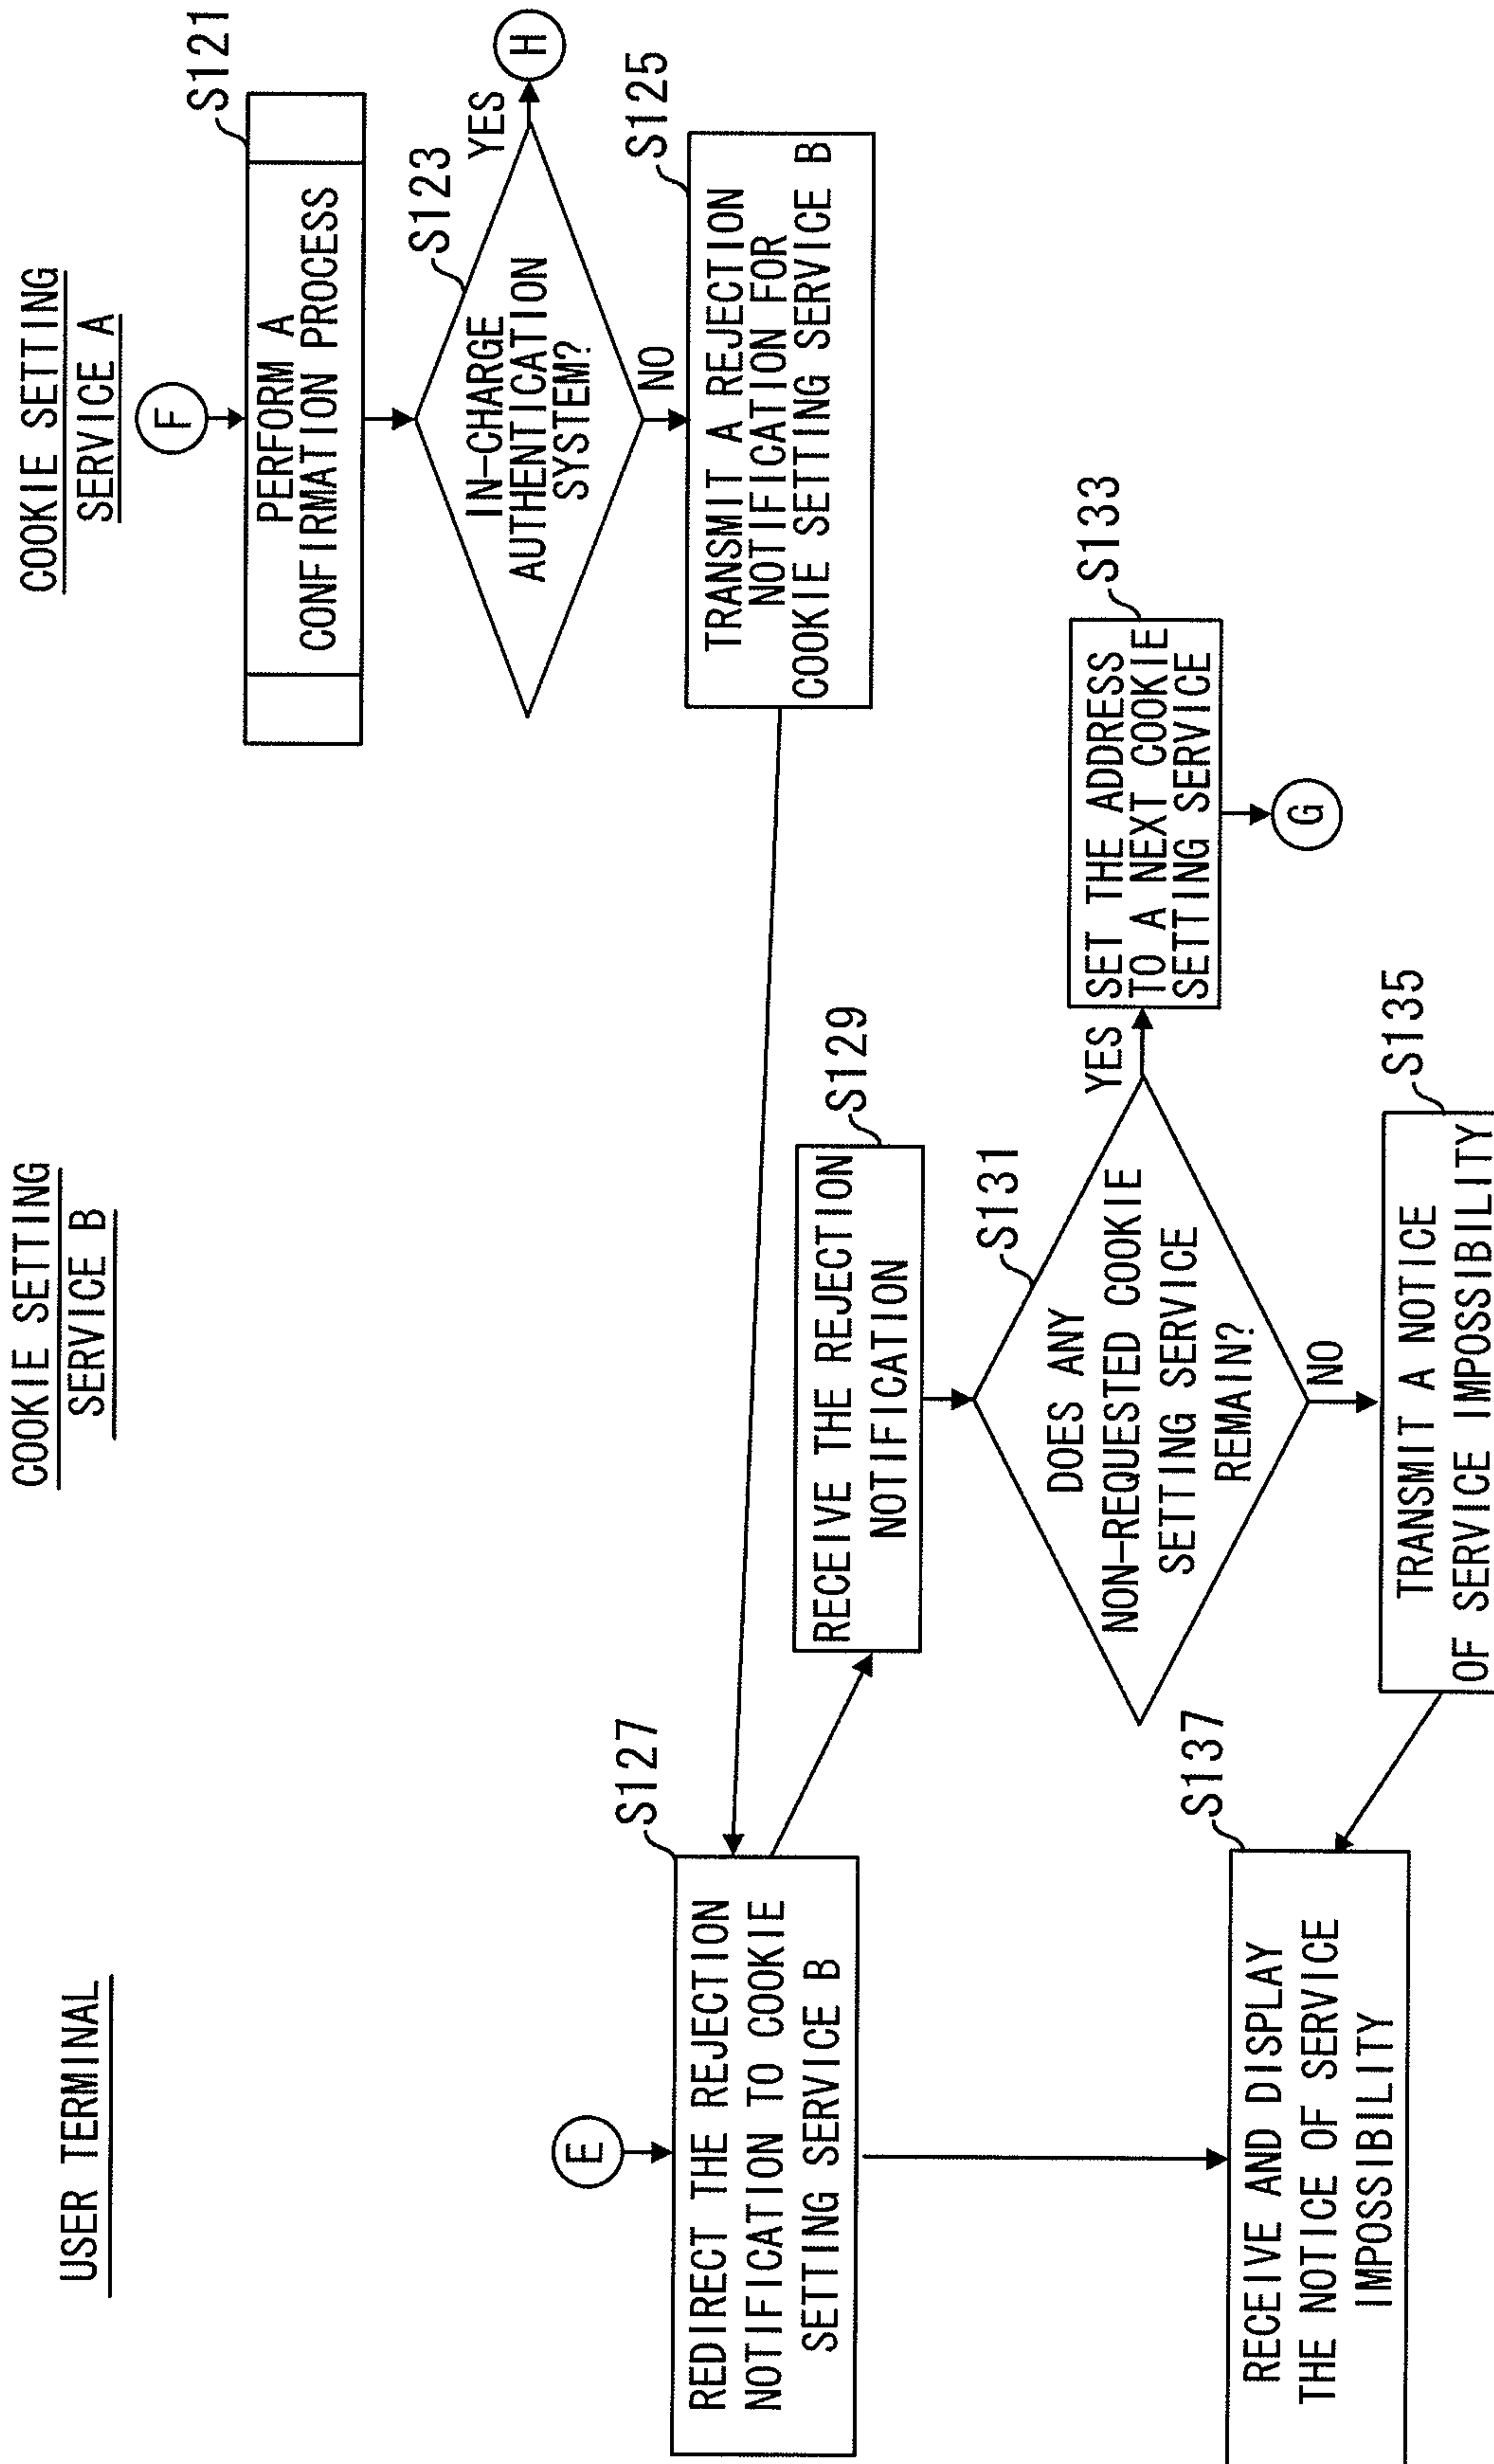 USER TERMINAL
COOKIE SETTING
SERVICE B
COOKIE SETTING
SERVICE A
F
PERFORM A
CONFIRMATION PROCESS
S121
IN-CHARGE
AUTHENTICATION
SYSTEM?
S123
YES
H
NO
TRANSMIT A REJECTION
NOTIFICATION FOR
COOKIE SETTING SERVICE B
S125
E
REDIRECT THE REJECTION
NOTIFICATION TO COOKIE
SETTING SERVICE B
S127
RECEIVE THE REJECTION
NOTIFICATION
S129
DOES ANY
NON-REQUESTED COOKIE
SETTING SERVICE
REMAIN?
S131
YES
SET THE ADDRESS
TO A NEXT COOKIE
SETTING SERVICE
S133
G
NO
TRANSMIT A NOTICE
OF SERVICE IMPOSSIBILITY
S135
RECEIVE AND DISPLAY
THE NOTICE OF SERVICE
IMPOSSIBILITY
S137